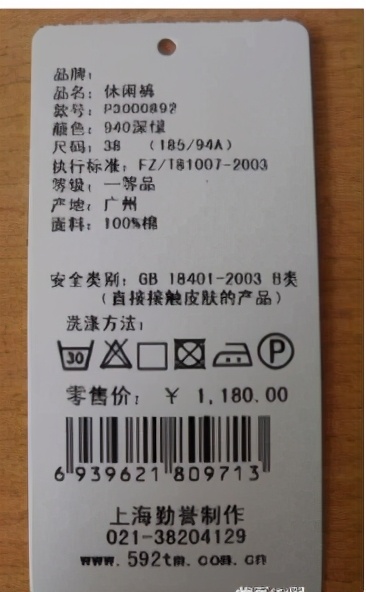 品牌：
品名：休闲裤
款号：P3000892
颜色：940深绿
尺码：38 （185/94A）
执行标准：FZ/T81007-2003
等级：一等品
产地：广州
面料：100%棉
安全类别：GB 18401-2003 B类
（直接接触皮肤的产品）
洗涤方法：
30 P
零售价：￥ 1,180.00
6 939621 809713
上海勤誉制作
021-38204129
www.592tm.com.cn